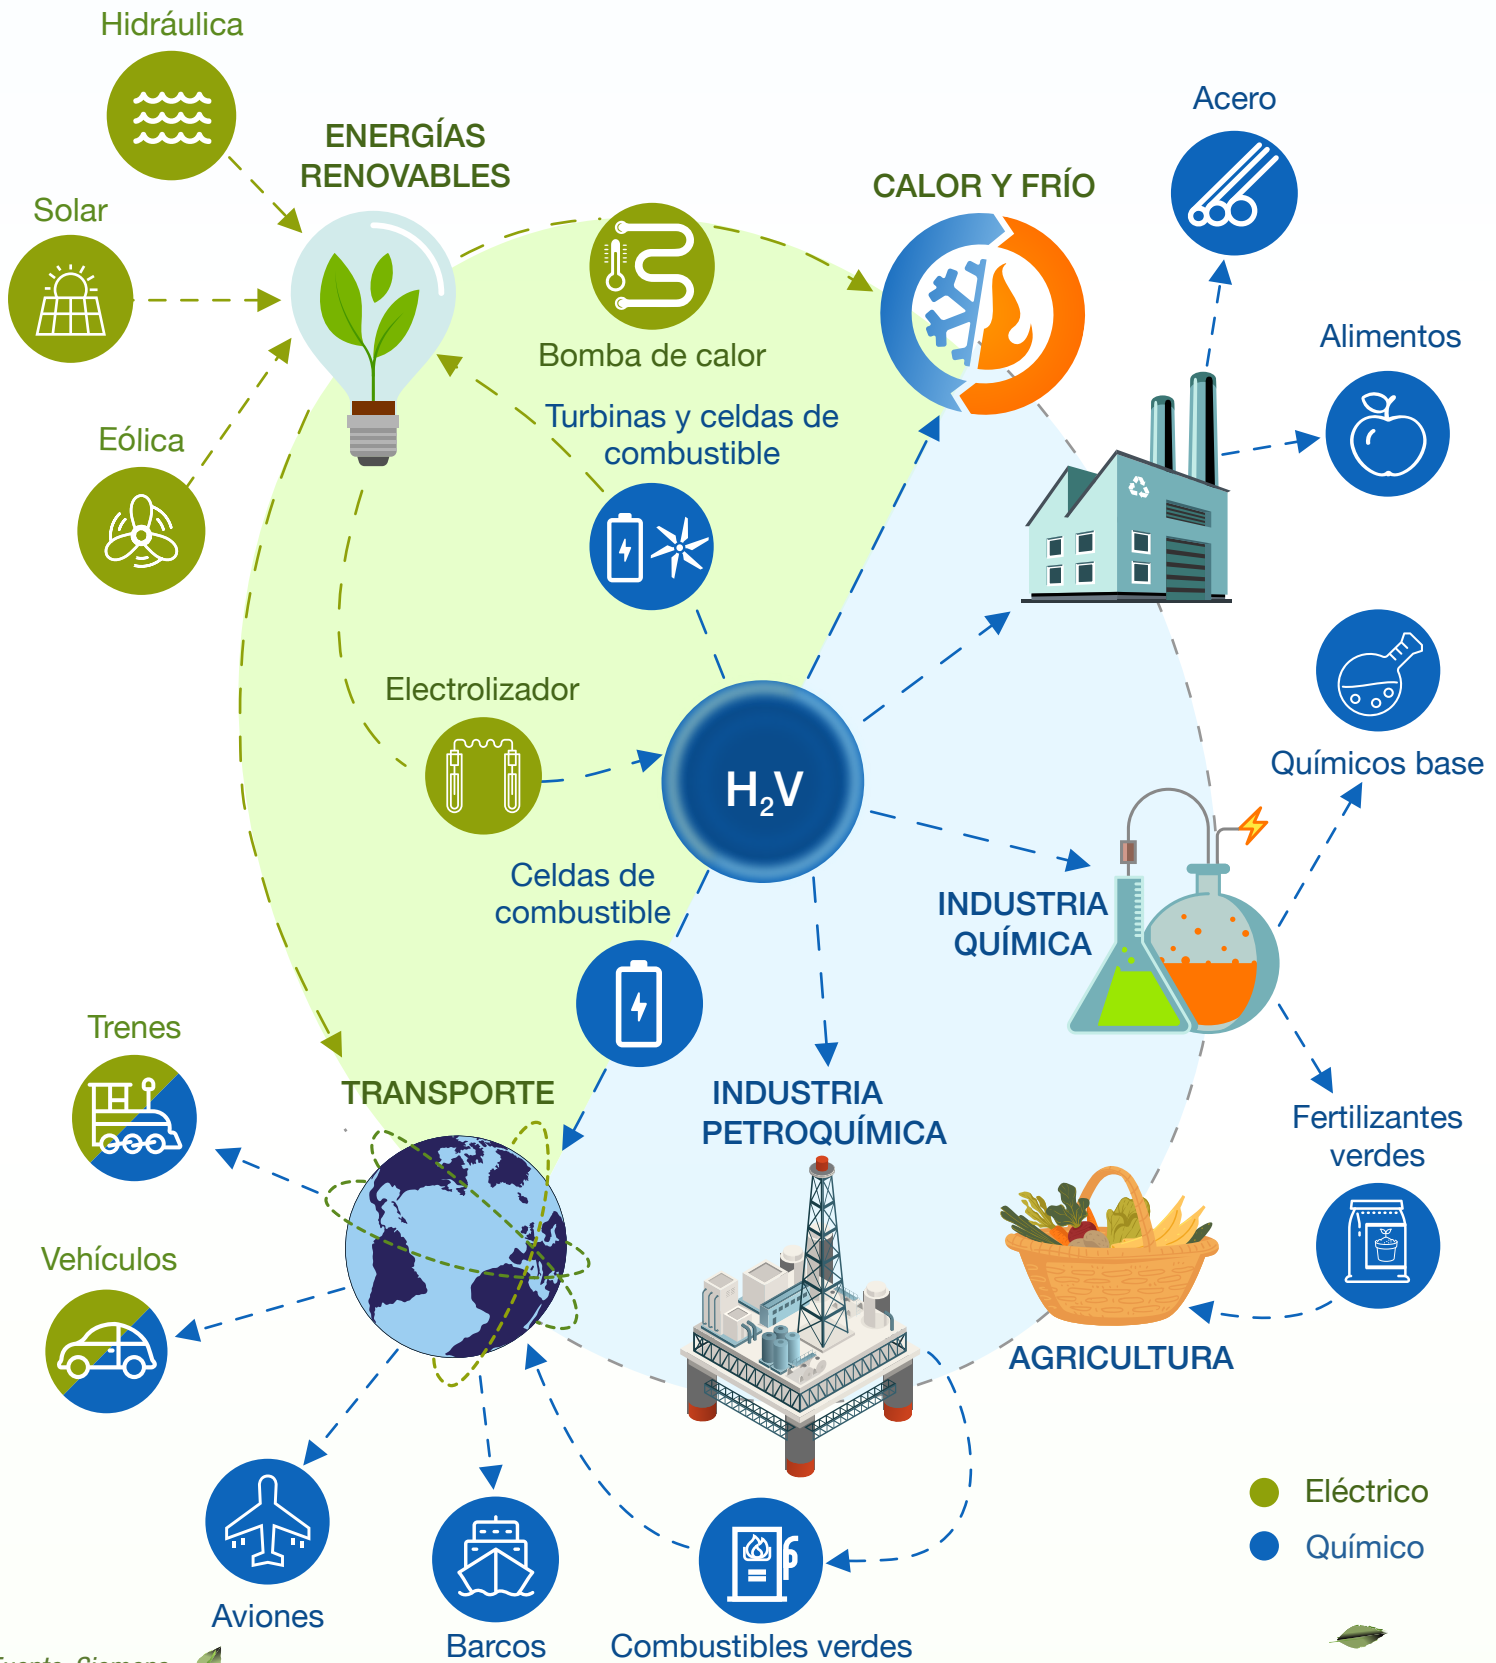 Hidráulica
Acero
ENERGÍAS
RENOVABLES
CALOR Y FRÍO
Solar
Alimentos
Bomba de calor
Turbinas y celdas de
combustible
Eólica
Electrolizador
Químicos base
H₂V
Celdas de
combustible
INDUSTRIA
QUÍMICA
Trenes
TRANSPORTE
INDUSTRIA
PETROQUÍMICA
Fertilizantes
verdes
Vehículos
AGRICULTURA
Eléctrico
Químico
Aviones
Barcos
Combustibles verdes